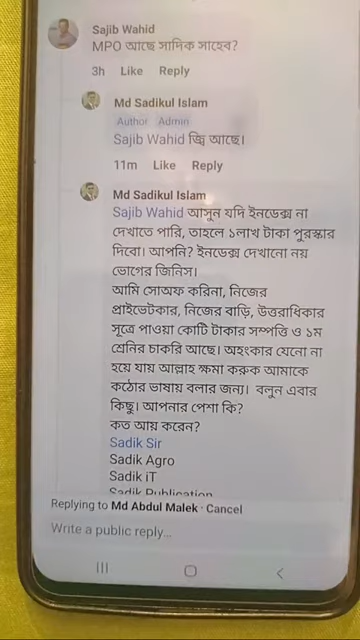 Sajib Wahid
MPO আছে সাদিক সাহেব?
3h Like Reply
Md Sadikul Islam
Author Admin
Sajib Wahid জ্বি আছে।
11m Like Reply
Md Sadikul Islam
Sajib Wahid আসুন যদি ইনডেক্স না
দেখাতে পারি, তাহলে ১লাখ টাকা পুরস্কার
দিবো। আপনি? ইনডেক্স দেখানো নয়
ভোগের জিনিস।
আমি সোঅফ করিনা, নিজের
প্রাইভেটকার, নিজের বাড়ি, উত্তরাধিকার
সূত্রে পাওয়া কোটি টাকার সম্পত্তি ও ১ম
শ্রেনির চাকরি আছে। অহংকার যেনো না
হয়ে যায় আল্লাহ ক্ষমা করুক আমাকে
কঠোর ভাষায় বলার জন্য। বলুন এবার
কিছু। আপনার পেশা কি?
কত আয় করেন?
Sadik Sir
Sadik Agro
Sadik iT
Sadik Publication
Replying to Md Abdul Malek · Cancel
Write a public reply...